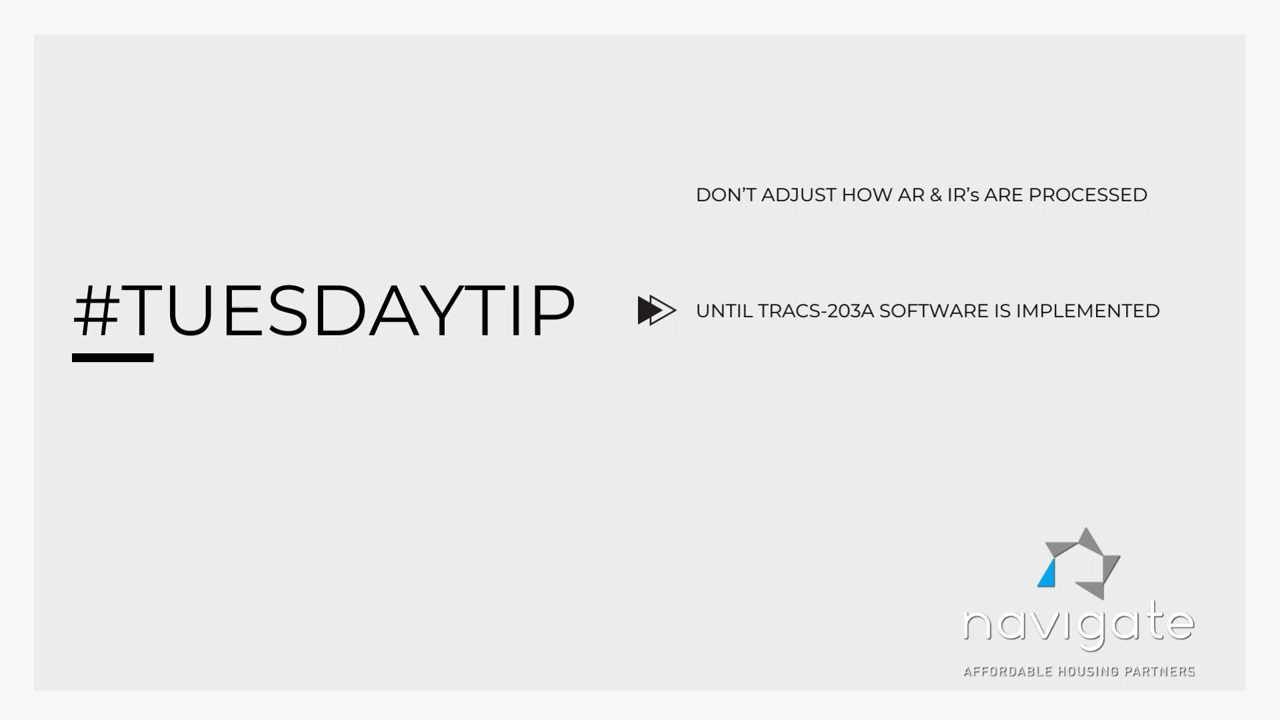 DON’T ADJUST HOW AR & IR’s ARE PROCESSED
#TUESDAYTIP
UNTIL TRACS-203A SOFTWARE IS IMPLEMENTED
navigate
AFFORDABLE HOUSING PARTNERS